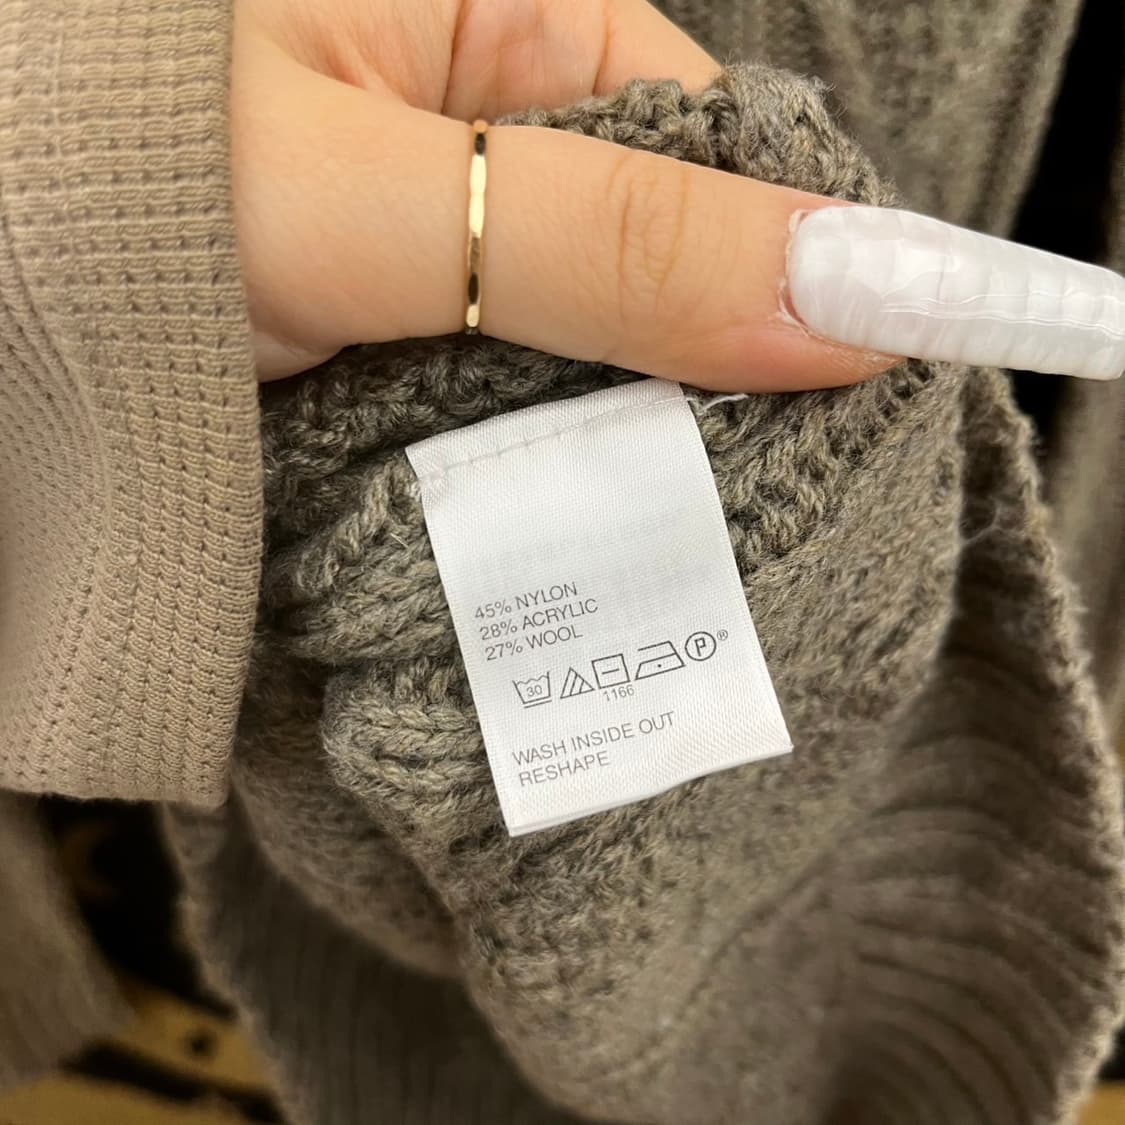 45% NYLON
28% ACRYLIC
27% WOOL
30 P®
1166
WASH INSIDE OUT
RESHAPE